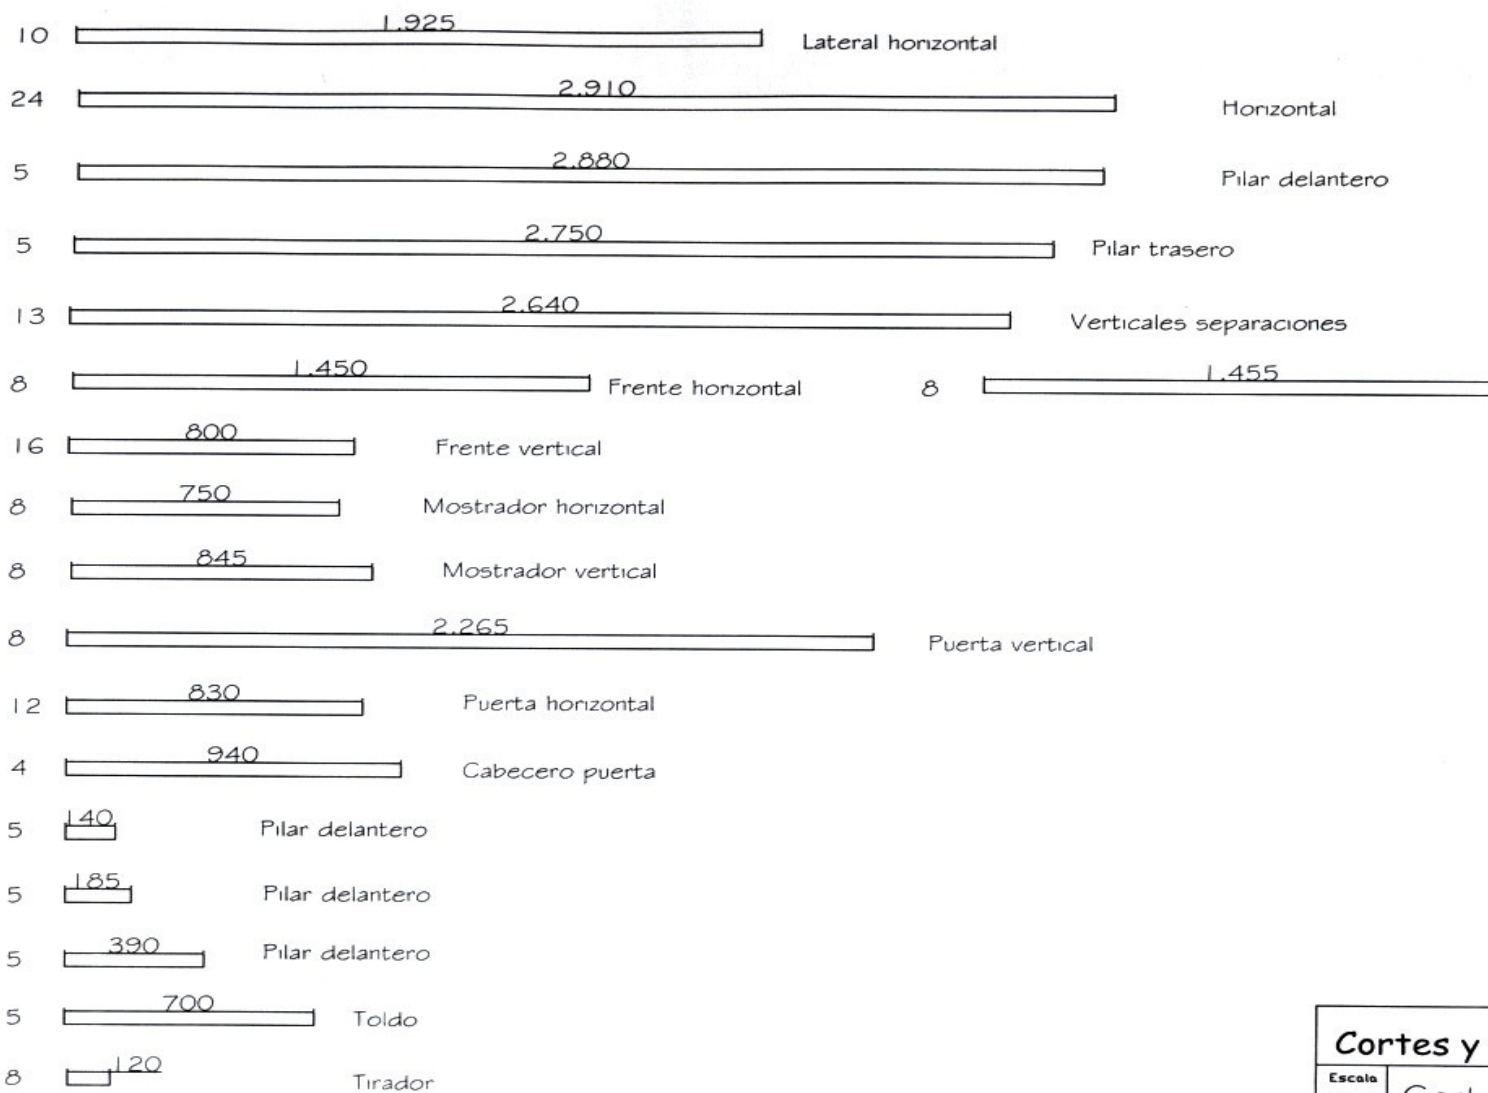 10 1.925 Lateral horizontal
24 2.910 Horizontal
5 2.880 Pilar delantero
5 2.750 Pilar trasero
13 2.640 Verticales separaciones
8 1.450 Frente horizontal 8 1.455
16 800 Frente vertical
8 750 Mostrador horizontal
8 845 Mostrador vertical
8 2.265 Puerta vertical
12 830 Puerta horizontal
4 940 Cabecero puerta
5 140 Pilar delantero
5 185 Pilar delantero
5 390 Pilar delantero
5 700 Toldo
8 120 Tirador
Cortes y
Escala